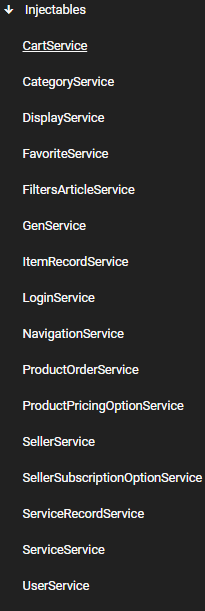 Injectables
CartService
CategoryService
DisplayService
FavoriteService
FiltersArticleService
GenService
ItemRecordService
LoginService
NavigationService
ProductOrderService
ProductPricingOptionService
SellerService
SellerSubscriptionOptionService
ServiceRecordService
ServiceService
UserService